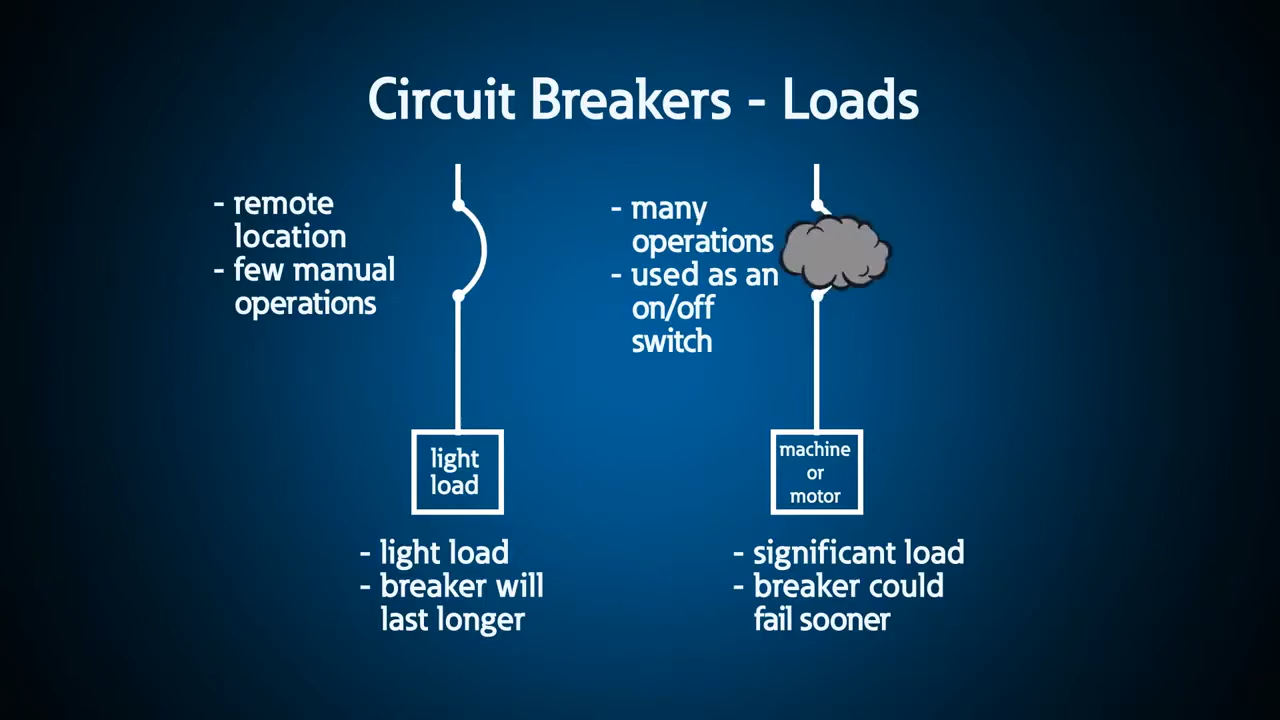 Circuit Breakers - Loads
- remote
location
- few manual
operations
- many
operations
- used as an
on/off
switch
light
load
machine
or
motor
- light load
- breaker will
last longer
- significant load
- breaker could
fail sooner